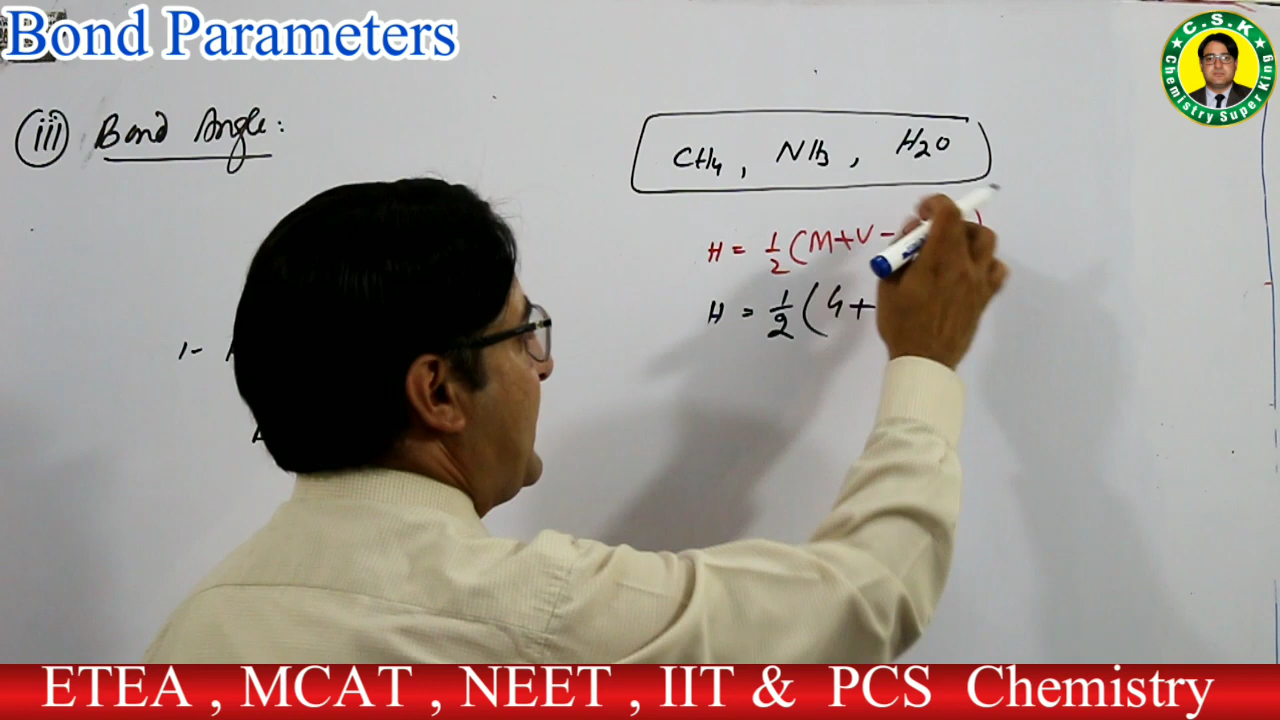 Bond Parameters
C.S.K
Chemistry Super King
(iii) Bond Angle:
CH4, NH3, H2O
H = 1/2 (M+V-
H = 1/2 (4+
1-
ETEA , MCAT , NEET , IIT & PCS Chemistry